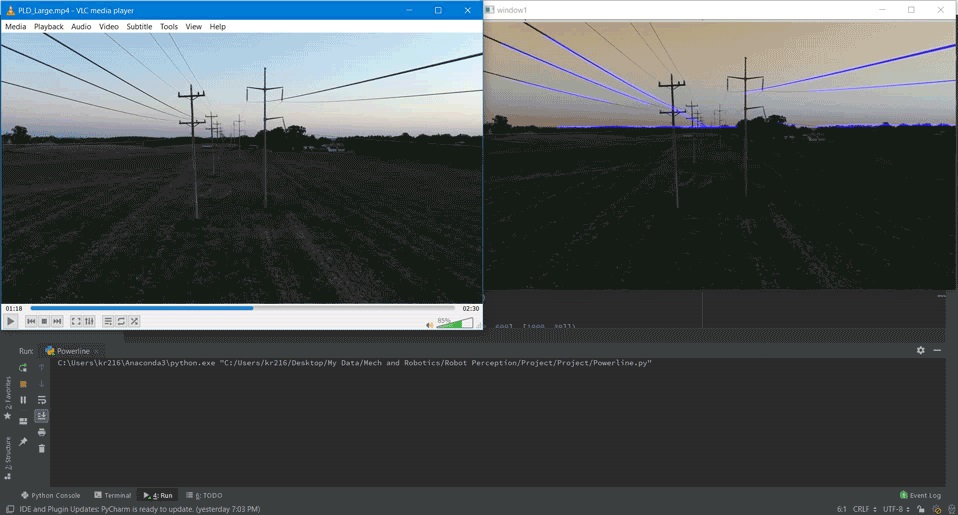 PLD_Large.mp4 - VLC media player
window1
Media Playback Audio Video Subtitle Tools View Help
01:18
02:30
85%
Run: Powerline
C:\Users\kr216\Anaconda3\python.exe "C:/Users/kr216/Desktop/My Data/Mech and Robotics/Robot Perception/Project/Project/Powerline.py"
2: Favorites
2: Structure
Python Console Terminal 4: Run 6: TODO Event Log
IDE and Plugin Updates: PyCharm is ready to update. (yesterday 7:03 PM) 6:1 CRLF UTF-8